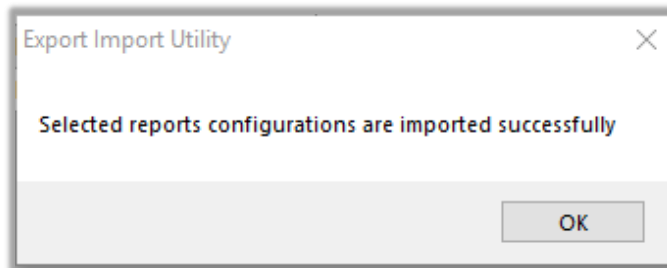 Export Import Utility
Selected reports configurations are imported successfully
OK